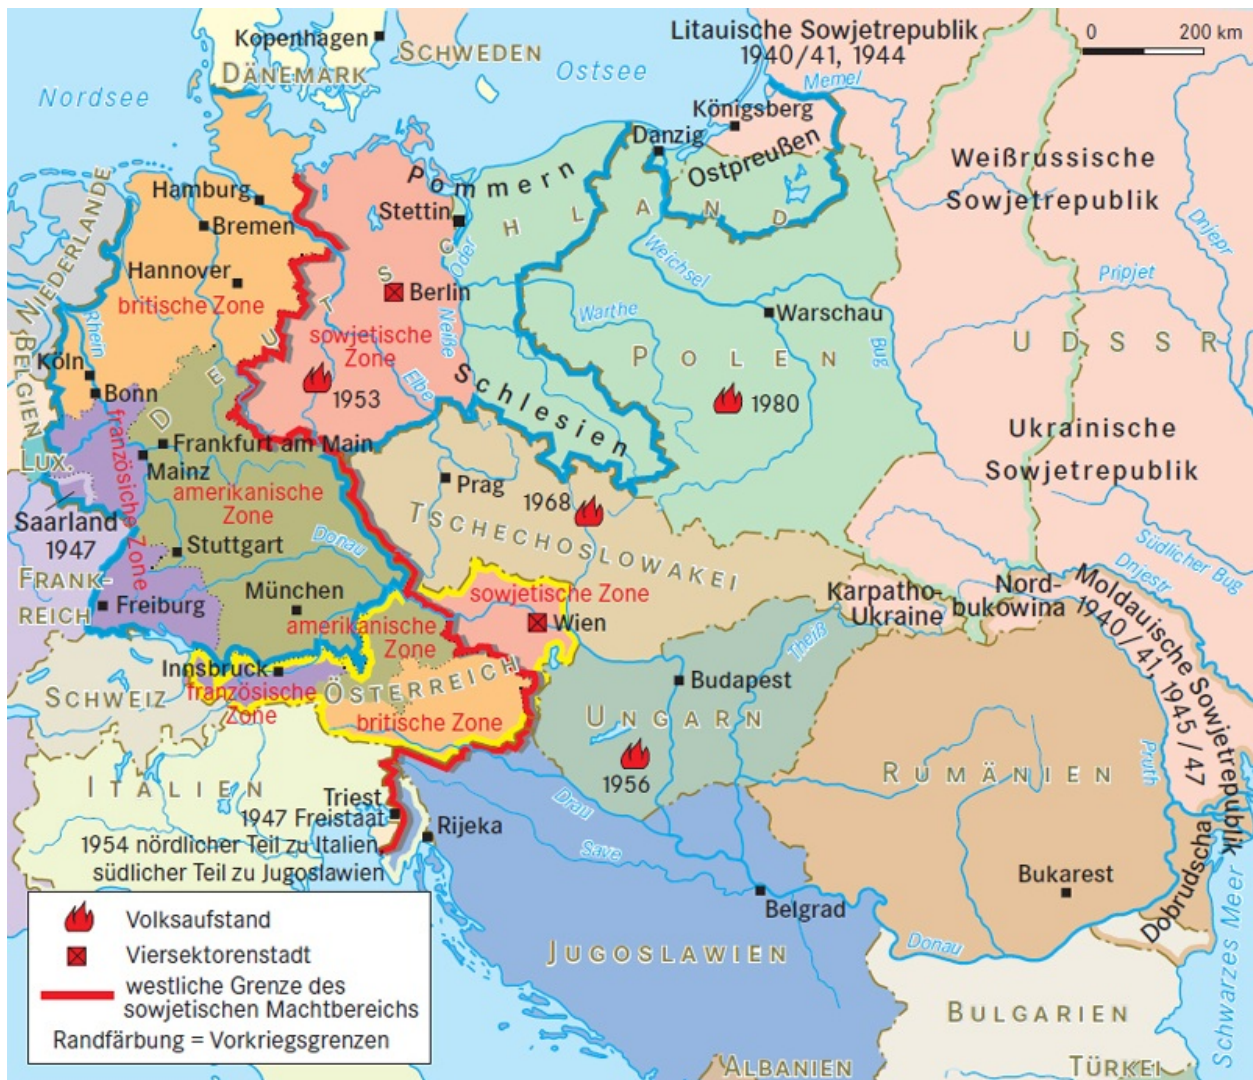 Kopenhagen
DÄNEMARK
SCHWEDEN
Nordsee
Ostsee
Litauische Sowjetrepublik
1940/41, 1944
0 200 km
Memel
Königsberg
Danzig
Ostpreußen
Pommern
Weißrussische
Sowjetrepublik
Dnjepr
NIEDERLANDE
Hamburg
Bremen
Hannover
britische Zone
Stettin
Oder
Berlin
sowjetische
Zone
Neiße
1953
Elbe
DEUTSCHLAND
Weichsel
Warthe
Warschau
Bug
POLEN
1980
Schlesien
Pripjet
UDSSR
Ukrainische
Sowjetrepublik
BELGIEN
Rhein
Köln
Bonn
LUX.
Frankfurt am Main
Mainz
französiche Zone
amerikanische
Zone
Saarland
1947
FRANK-
REICH
Stuttgart
Donau
München
Freiburg
Prag
1968
TSCHECHOSLOWAKEI
Südlicher Bug
Dnjestr
Karpatho-
Ukraine
Nord-
bukowina
Moldauische Sowjetrepublik
1940/41, 1945/47
sowjetische Zone
Wien
amerikanische
Zone
Innsbruck
französische
Zone
ÖSTERREICH
britische Zone
SCHWEIZ
Theiß
Budapest
UNGARN
1956
RUMÄNIEN
Pruth
ITALIEN
Triest
1947 Freistaat
1954 nördlicher Teil zu Italien,
südlicher Teil zu Jugoslawien
Rijeka
Drau
Save
Belgrad
Bukarest
Dobrudscha
Schwarzes Meer
JUGOSLAWIEN
Donau
BULGARIEN
ALBANIEN
TÜRKEI
Volksaufstand
Viersektorenstadt
westliche Grenze des
sowjetischen Machtbereichs
Randfärbung = Vorkriegsgrenzen